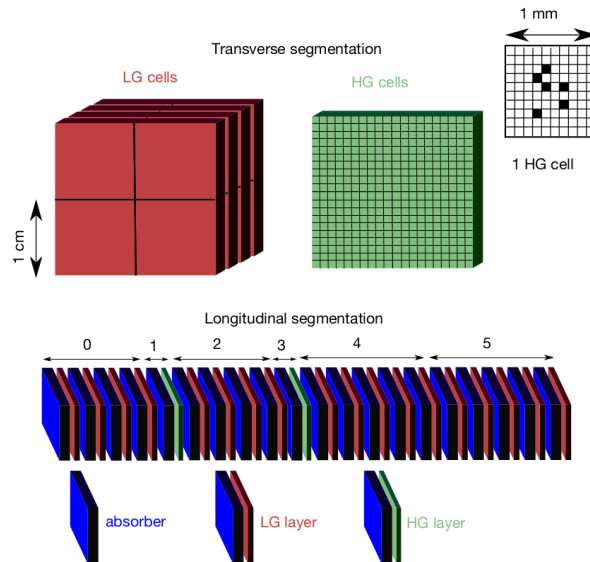 1 mm
Transverse segmentation
LG cells
HG cells
1 HG cell
1 cm
Longitudinal segmentation
0 1 2 3 4 5
absorber
LG layer
HG layer